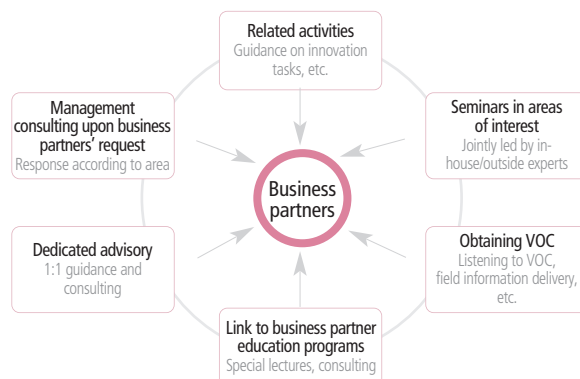 Related activities
Guidance on innovation
tasks, etc.
Management
consulting upon business
partners' request
Response according to area
Seminars in areas
of interest
Jointly led by in-
house/outside experts
Business
partners
Dedicated advisory
1:1 guidance and
consulting
Obtaining VOC
Listening to VOC,
field information delivery,
etc.
Link to business partner
education programs
Special lectures, consulting